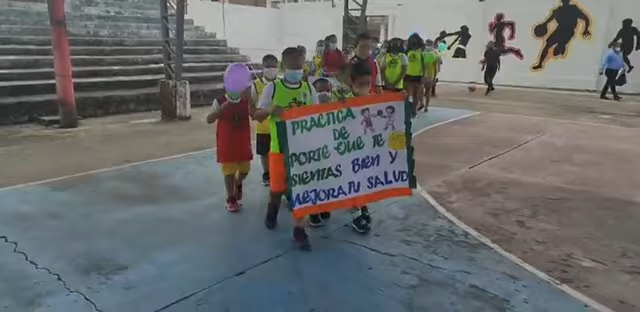 PRACTICA
DE
PORTE QUE TE
SIENTAS BIEN Y
MEJORA TU SALUD